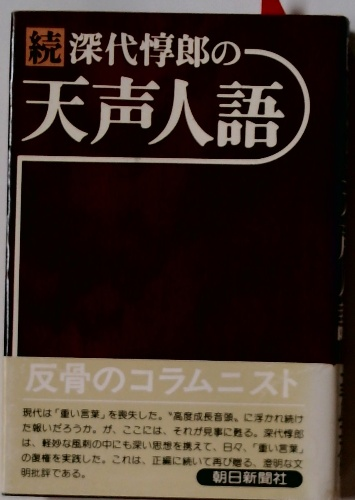 続 深代惇郎の
天声人語
反骨のコラムニスト
現代は「重い言葉」を喪失した。〝高度成長音頭〟に浮かれ続け
た報いだろうか。が、ここには、それが見事に甦る。深代惇郎
は、軽妙な風刺の中にも深い思想を携えて、日々、「重い言葉」
の復権を実践した。これは、正編に続いて再び贈る、澄明な文
明批評である。
朝日新聞社